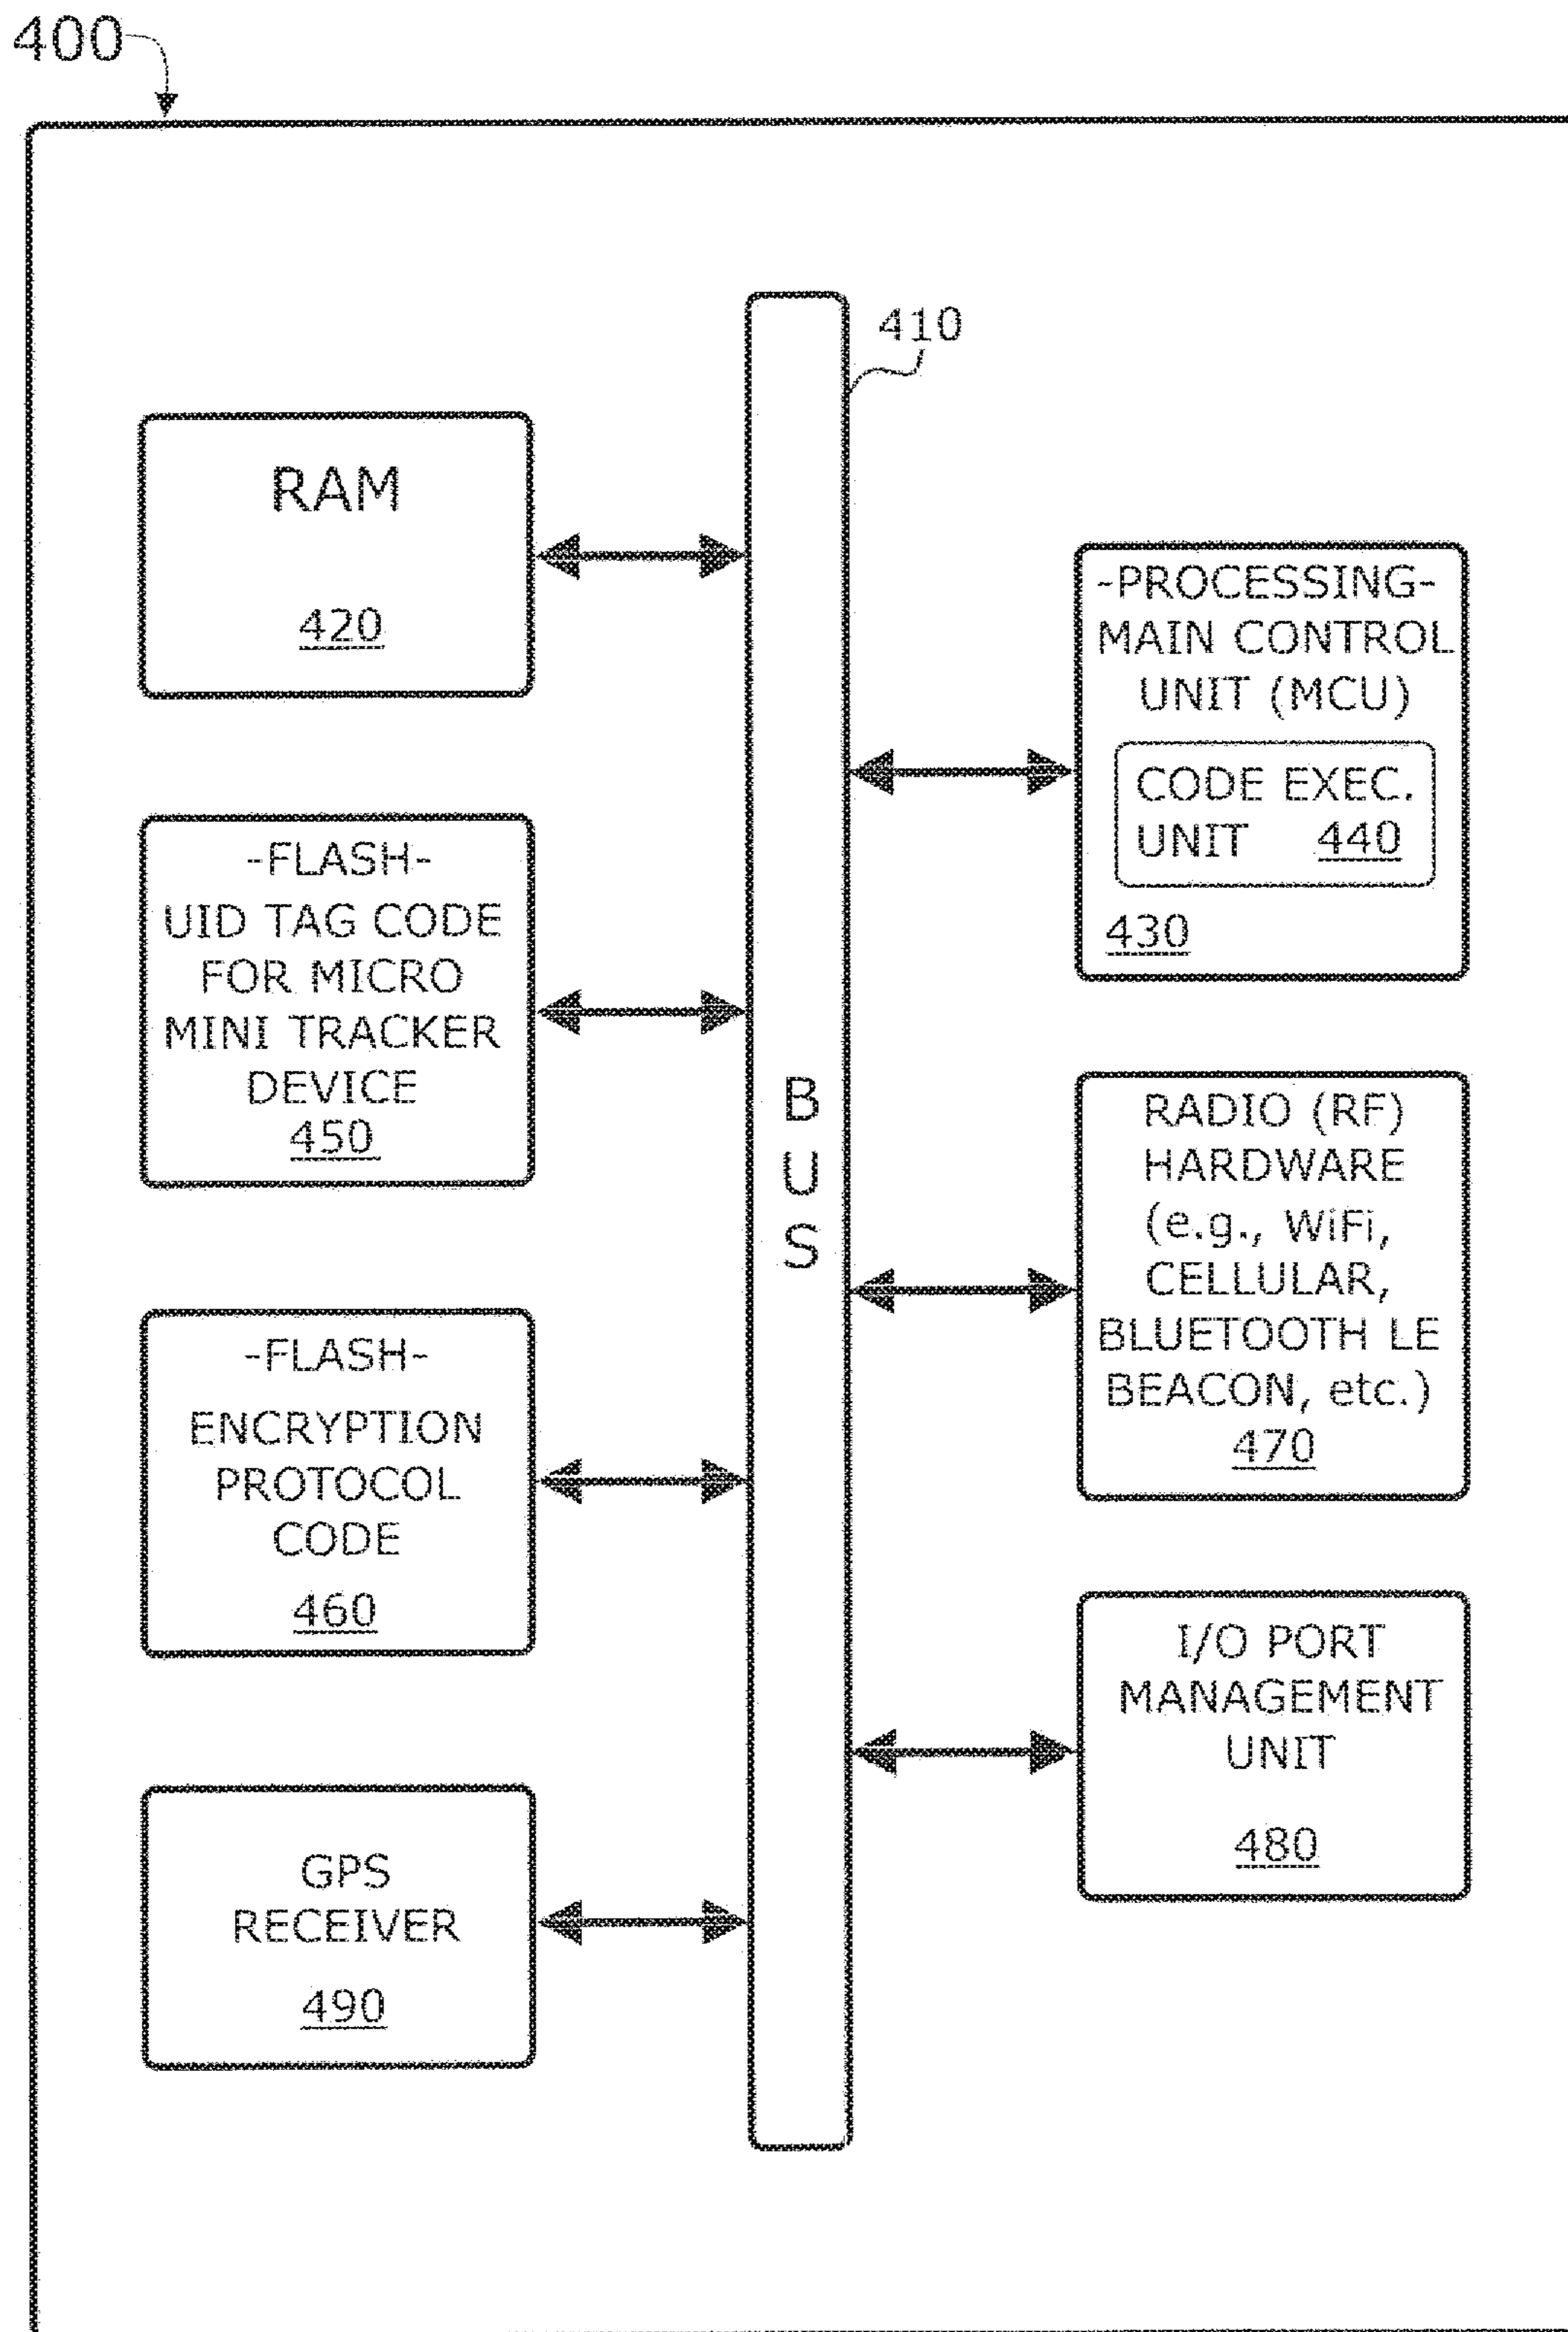 400
410
RAM
420
-FLASH-
UID TAG CODE
FOR MICRO
MINI TRACKER
DEVICE
450
-FLASH-
ENCRYPTION
PROTOCOL
CODE
460
GPS
RECEIVER
490
B
U
S
-PROCESSING-
MAIN CONTROL
UNIT (MCU)
CODE EXEC.
UNIT 440
430
RADIO (RF)
HARDWARE
(e.g., WiFi,
CELLULAR,
BLUETOOTH LE
BEACON, etc.)
470
I/O PORT
MANAGEMENT
UNIT
480